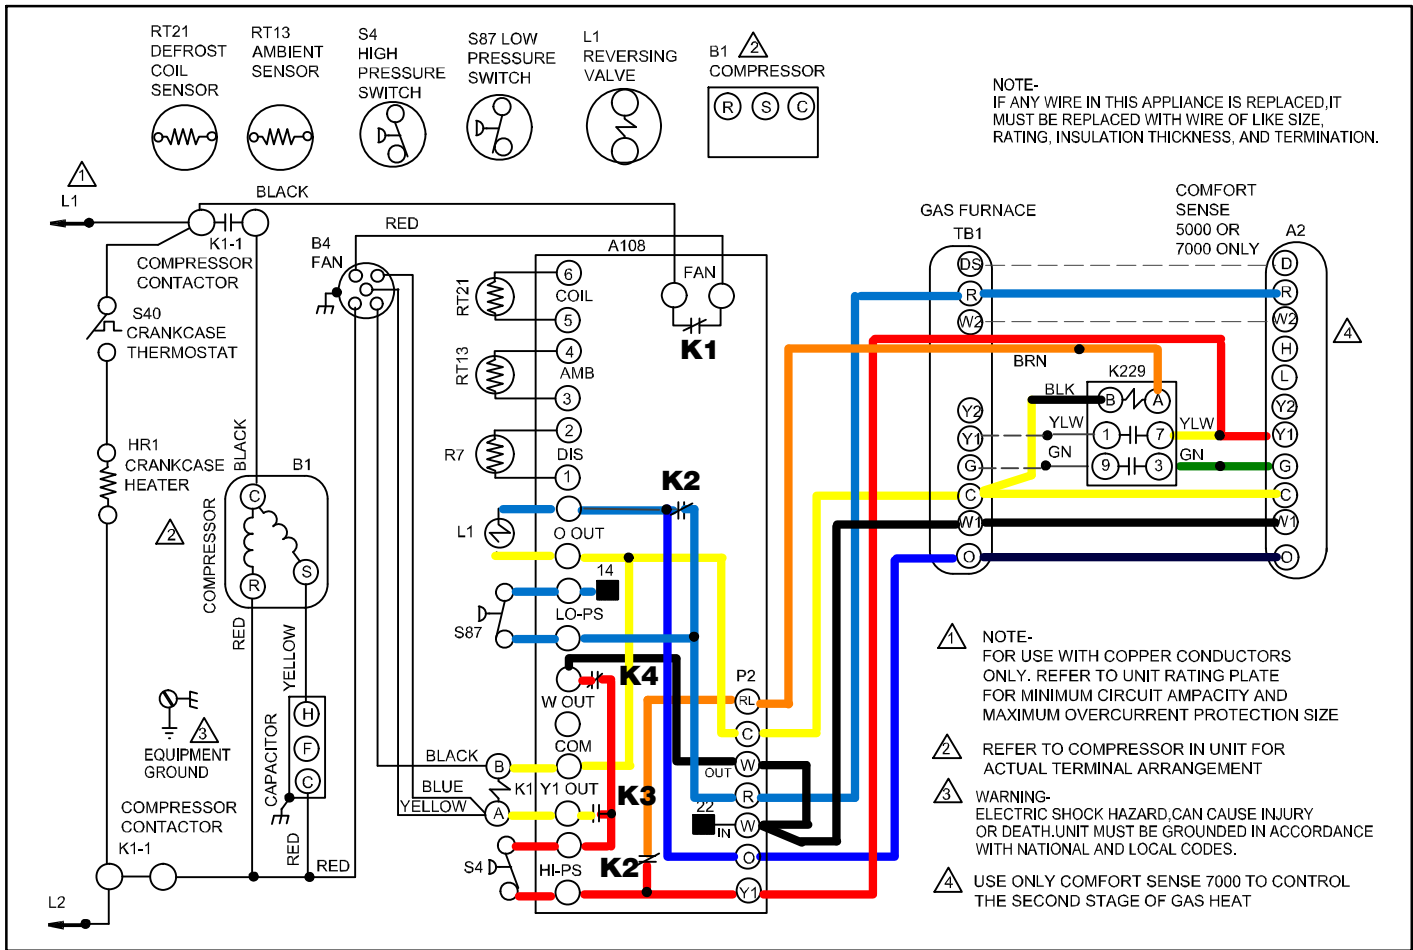 RT21
DEFROST
COIL
SENSOR
RT13
AMBIENT
SENSOR
S4
HIGH
PRESSURE
SWITCH
S87 LOW
PRESSURE
SWITCH
L1
REVERSING
VALVE
B1 2
COMPRESSOR
R S C
NOTE-
IF ANY WIRE IN THIS APPLIANCE IS REPLACED,IT
MUST BE REPLACED WITH WIRE OF LIKE SIZE,
RATING, INSULATION THICKNESS, AND TERMINATION.
1
L1
BLACK
K1-1
COMPRESSOR
CONTACTOR
RED
B4
FAN
S40
CRANKCASE
THERMOSTAT
HR1
CRANKCASE
HEATER
2
BLACK
B1
COMPRESSOR
C
R
S
RED
YELLOW
3
EQUIPMENT
GROUND
CAPACITOR
H
F
C
RED
RED
COMPRESSOR
CONTACTOR
K1-1
L2
BLACK
BLUE
YELLOW
A108
RT21
6
COIL
5
RT13
4
AMB
3
R7
2
DIS
1
FAN
K1
K2
L1
O OUT
14
LO-PS
S87
K4
W OUT
COM
B
K1
Y1 OUT
A
K3
S4
HI-PS
K2
P2
RL
C
W
OUT
R
22
W
IN
O
Y1
GAS FURNACE
TB1
DS
R
W2
Y2
Y1
G
C
W1
O
COMFORT
SENSE
5000 OR
7000 ONLY
A2
D
R
W2
H
L
Y2
Y1
G
C
W1
O
4
BRN
K229
BLK
B A
YLW
1 7
YLW
GN
9 3
GN
1
NOTE-
FOR USE WITH COPPER CONDUCTORS
ONLY. REFER TO UNIT RATING PLATE
FOR MINIMUM CIRCUIT AMPACITY AND
MAXIMUM OVERCURRENT PROTECTION SIZE
2
REFER TO COMPRESSOR IN UNIT FOR
ACTUAL TERMINAL ARRANGEMENT
3
WARNING-
ELECTRIC SHOCK HAZARD,CAN CAUSE INJURY
OR DEATH.UNIT MUST BE GROUNDED IN ACCORDANCE
WITH NATIONAL AND LOCAL CODES.
4
USE ONLY COMFORT SENSE 7000 TO CONTROL
THE SECOND STAGE OF GAS HEAT